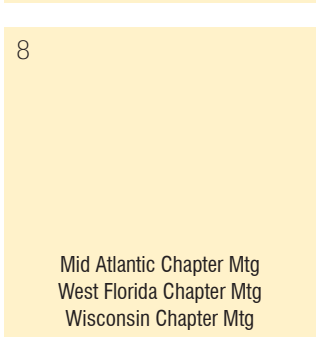 8
Mid Atlantic Chapter Mtg
West Florida Chapter Mtg
Wisconsin Chapter Mtg